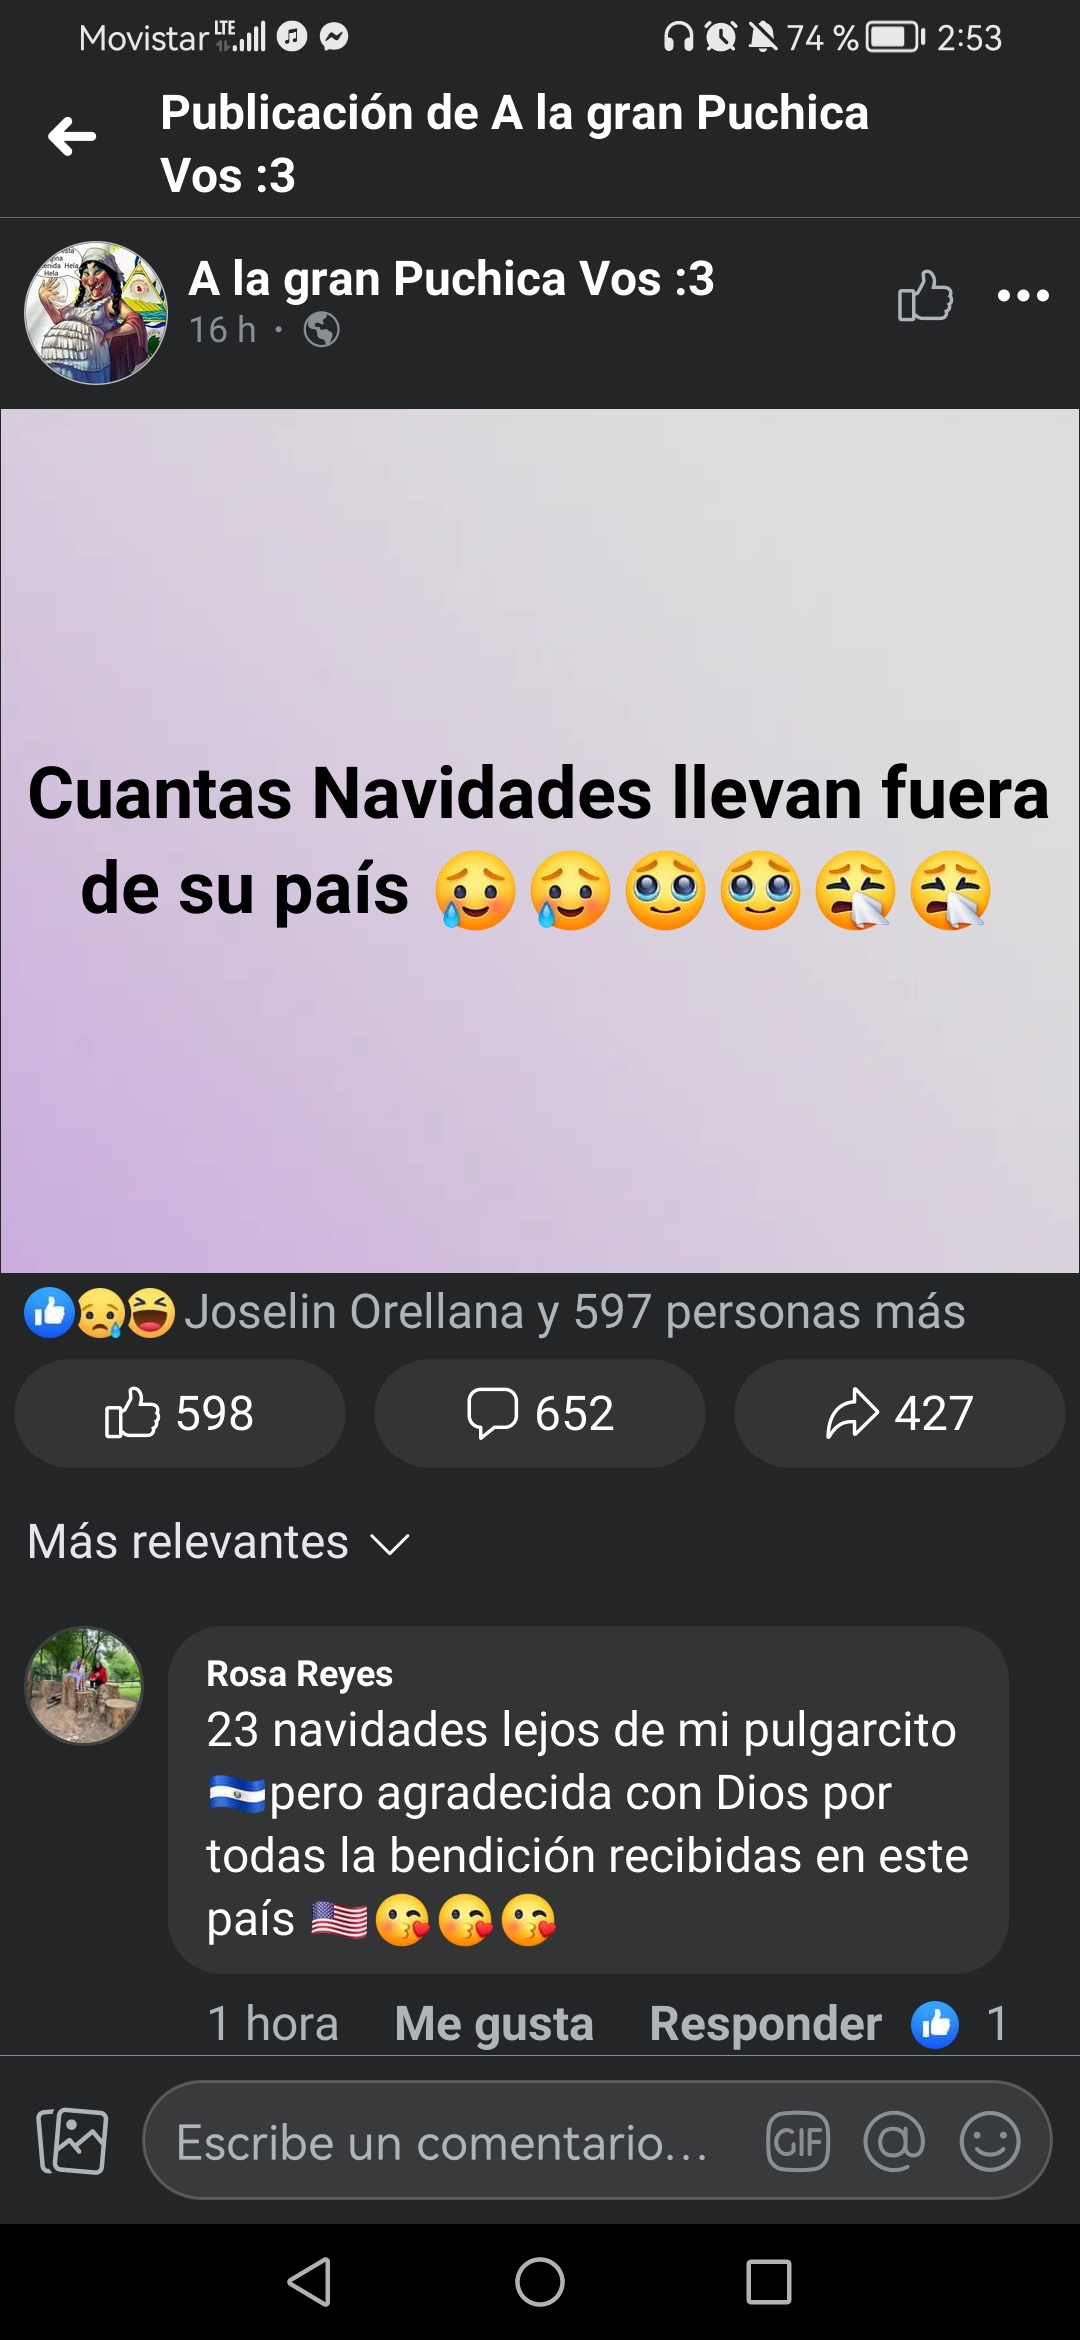 Movistar LTE 74 % 2:53
Publicación de A la gran Puchica
Vos :3
A la gran Puchica Vos :3
16 h ·
Cuantas Navidades llevan fuera
de su país 🥲🥲🥹🥹🤧🤧
Joselin Orellana y 597 personas más
598 652 427
Más relevantes
Rosa Reyes
23 navidades lejos de mi pulgarcito
🇸🇻pero agradecida con Dios por
todas la bendición recibidas en este
país 🇺🇸😘😘😘
1 hora Me gusta Responder 1
Escribe un comentario... GIF @